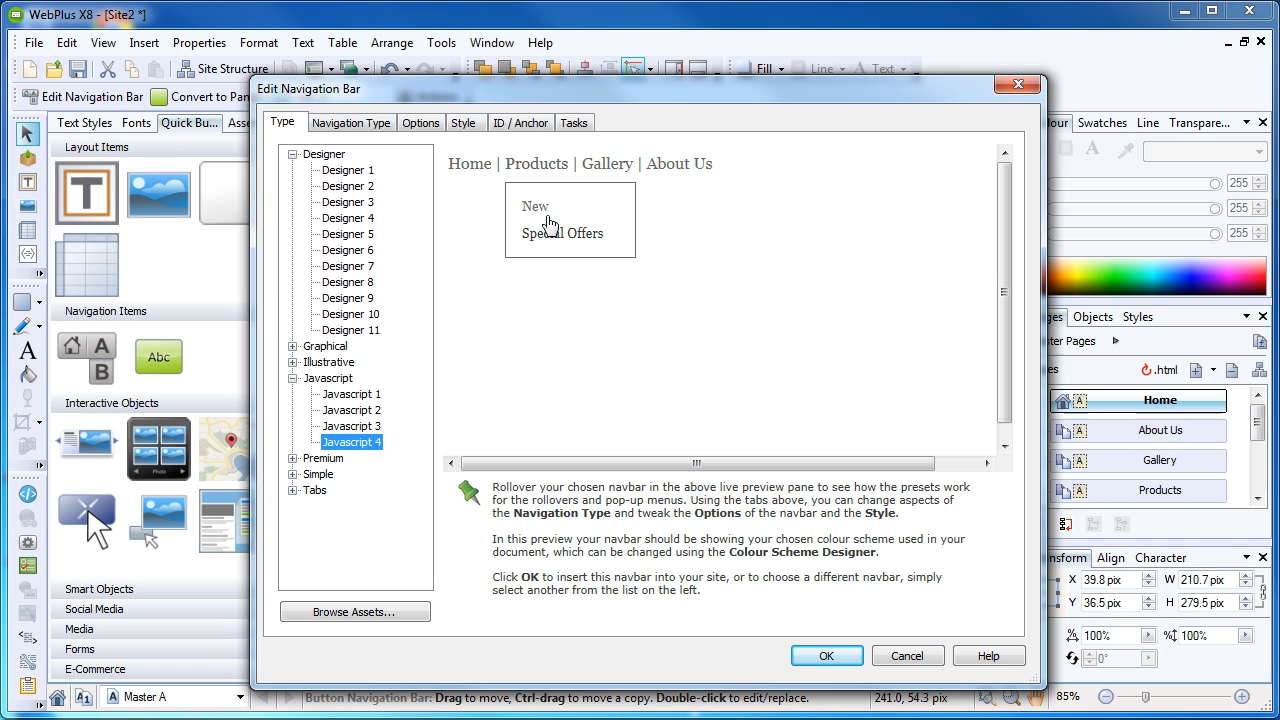 WebPlus X8 - [Site2 *]
File Edit View Insert Properties Format Text Table Arrange Tools Window Help
Site Structure
Fill
Line
Text
Edit Navigation Bar
Convert to
Edit Navigation Bar
Text Styles Fonts Quick Bu...
Swatches Line Transpare...
Type Navigation Type Options Style ID / Anchor Tasks
Layout Items
T
Navigation Items
A
B
Abc
Interactive Objects
Photo
Smart Objects
Social Media
Media
Forms
E-Commerce
Designer
Designer 1
Designer 2
Designer 3
Designer 4
Designer 5
Designer 6
Designer 7
Designer 8
Designer 9
Designer 10
Designer 11
Graphical
Illustrative
Javascript
Javascript 1
Javascript 2
Javascript 3
Javascript 4
Premium
Simple
Tabs
Browse Assets...
Home | Products | Gallery | About Us
New
Special Offers
Rollover your chosen navbar in the above live preview pane to see how the presets work
for the rollovers and pop-up menus. Using the tabs above, you can change aspects of
the Navigation Type and tweak the Options of the navbar and the Style.
In this preview your navbar should be showing your chosen colour scheme used in your
document, which can be changed using the Colour Scheme Designer.
Click OK to insert this navbar into your site, or to choose a different navbar, simply
select another from the list on the left.
OK Cancel Help
255
255
255
Objects Styles
Pages
.html
A Home
A About Us
A Gallery
A Products
Align Character
X 39.8 pix W 210.7 pix
Y 36.5 pix H 279.5 pix
100% 100%
0°
Master A
Button Navigation Bar: Drag to move, Ctrl-drag to move a copy. Double-click to edit/replace.
241.0, 54.3 pix
85%